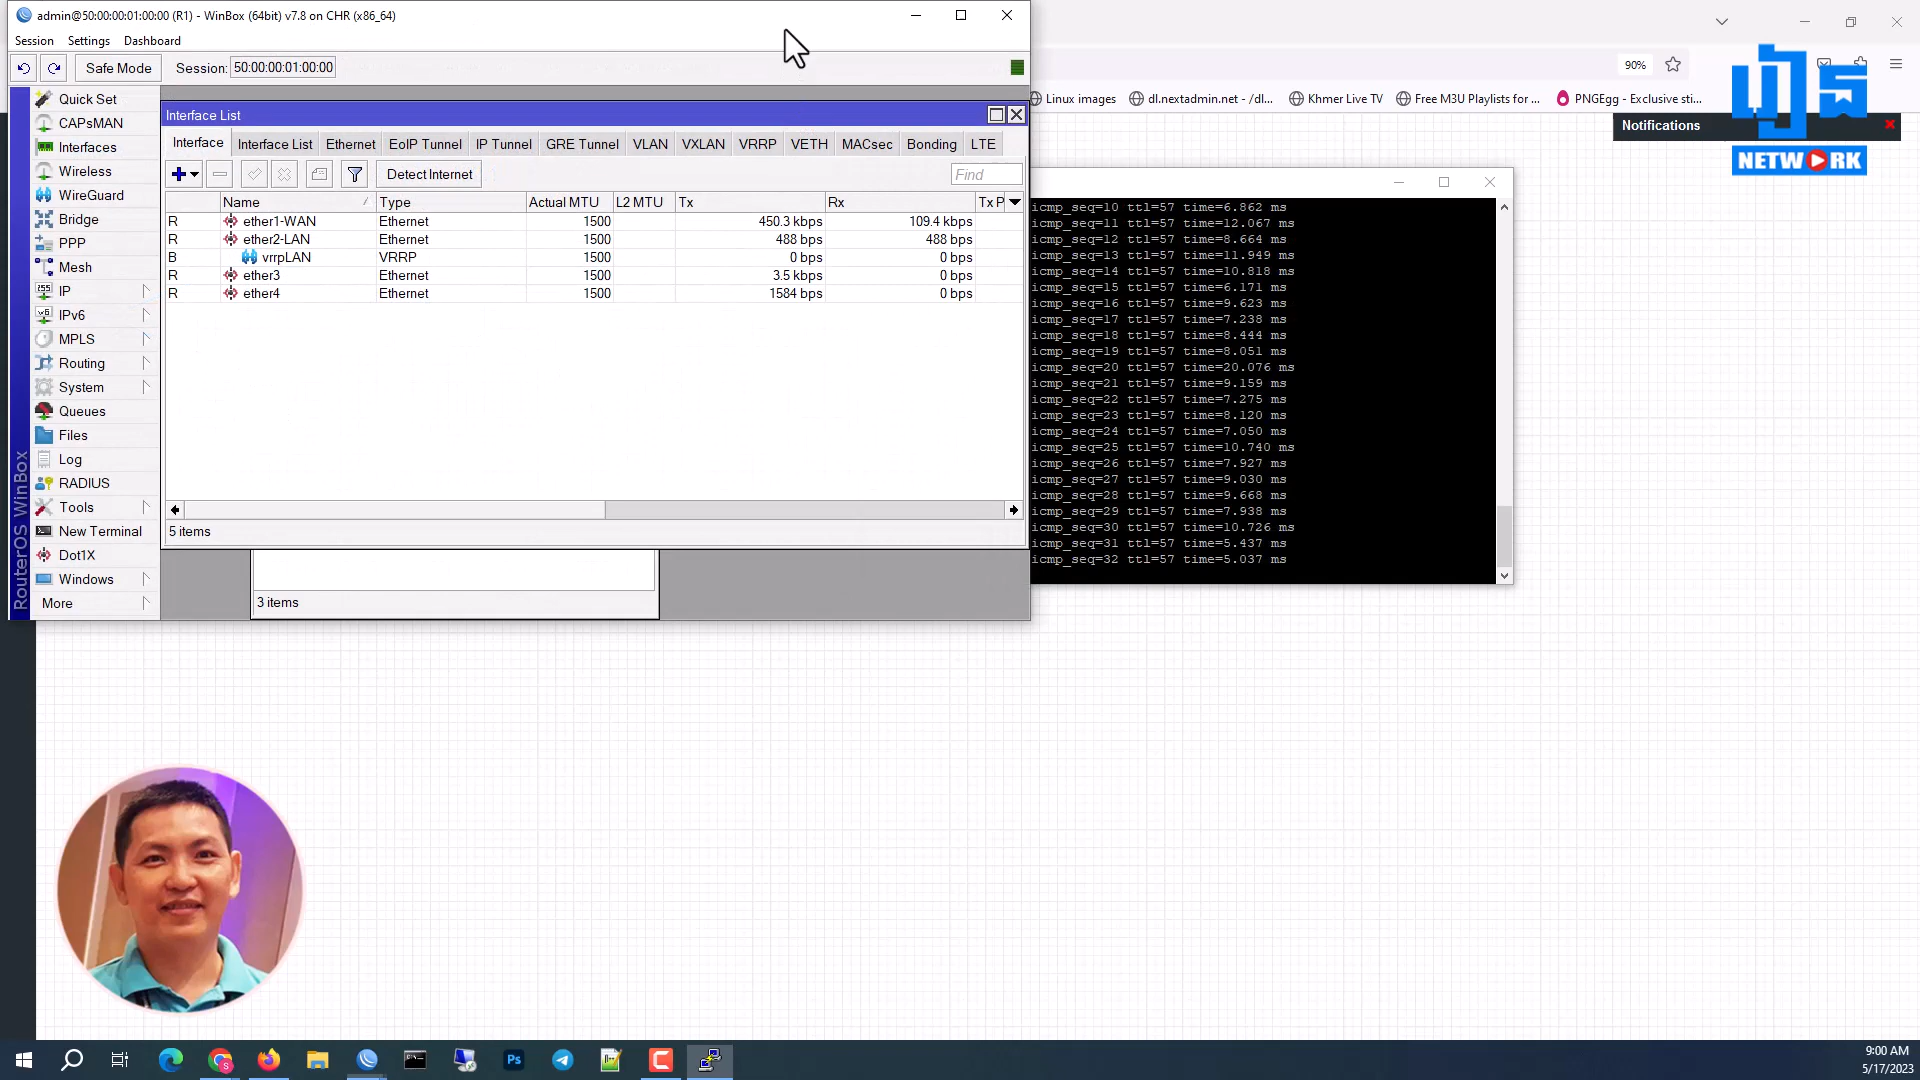 admin@50:00:00:01:00:00 (R1) - WinBox (64bit) v7.8 on CHR (x86_64)
Session Settings Dashboard
Safe Mode Session: 50:00:00:01:00:00
90%
Linux images dl.nextadmin.net - /dl... Khmer Live TV Free M3U Playlists for ... PNGEgg - Exclusive sti...
Notifications
NETWORK
Quick Set
CAPsMAN
Interfaces
Wireless
WireGuard
Bridge
PPP
Mesh
IP
IPv6
MPLS
Routing
System
Queues
Files
Log
RADIUS
Tools
New Terminal
Dot1X
Windows
More
RouterOS WinBox
Interface List
Interface Interface List Ethernet EoIP Tunnel IP Tunnel GRE Tunnel VLAN VXLAN VRRP VETH MACsec Bonding LTE
Detect Internet Find
Name Type Actual MTU L2 MTU Tx Rx Tx P
R ether1-WAN Ethernet 1500 450.3 kbps 109.4 kbps
R ether2-LAN Ethernet 1500 488 bps 488 bps
B vrrpLAN VRRP 1500 0 bps 0 bps
R ether3 Ethernet 1500 3.5 kbps 0 bps
R ether4 Ethernet 1500 1584 bps 0 bps
5 items
3 items
icmp_seq=10 ttl=57 time=6.862 ms
icmp_seq=11 ttl=57 time=12.067 ms
icmp_seq=12 ttl=57 time=8.664 ms
icmp_seq=13 ttl=57 time=11.949 ms
icmp_seq=14 ttl=57 time=10.818 ms
icmp_seq=15 ttl=57 time=6.171 ms
icmp_seq=16 ttl=57 time=9.623 ms
icmp_seq=17 ttl=57 time=7.238 ms
icmp_seq=18 ttl=57 time=8.444 ms
icmp_seq=19 ttl=57 time=8.051 ms
icmp_seq=20 ttl=57 time=20.076 ms
icmp_seq=21 ttl=57 time=9.159 ms
icmp_seq=22 ttl=57 time=7.275 ms
icmp_seq=23 ttl=57 time=8.120 ms
icmp_seq=24 ttl=57 time=7.050 ms
icmp_seq=25 ttl=57 time=10.740 ms
icmp_seq=26 ttl=57 time=7.927 ms
icmp_seq=27 ttl=57 time=9.030 ms
icmp_seq=28 ttl=57 time=9.668 ms
icmp_seq=29 ttl=57 time=7.938 ms
icmp_seq=30 ttl=57 time=10.726 ms
icmp_seq=31 ttl=57 time=5.437 ms
icmp_seq=32 ttl=57 time=5.037 ms
Ps
9:00 AM
5/17/2023